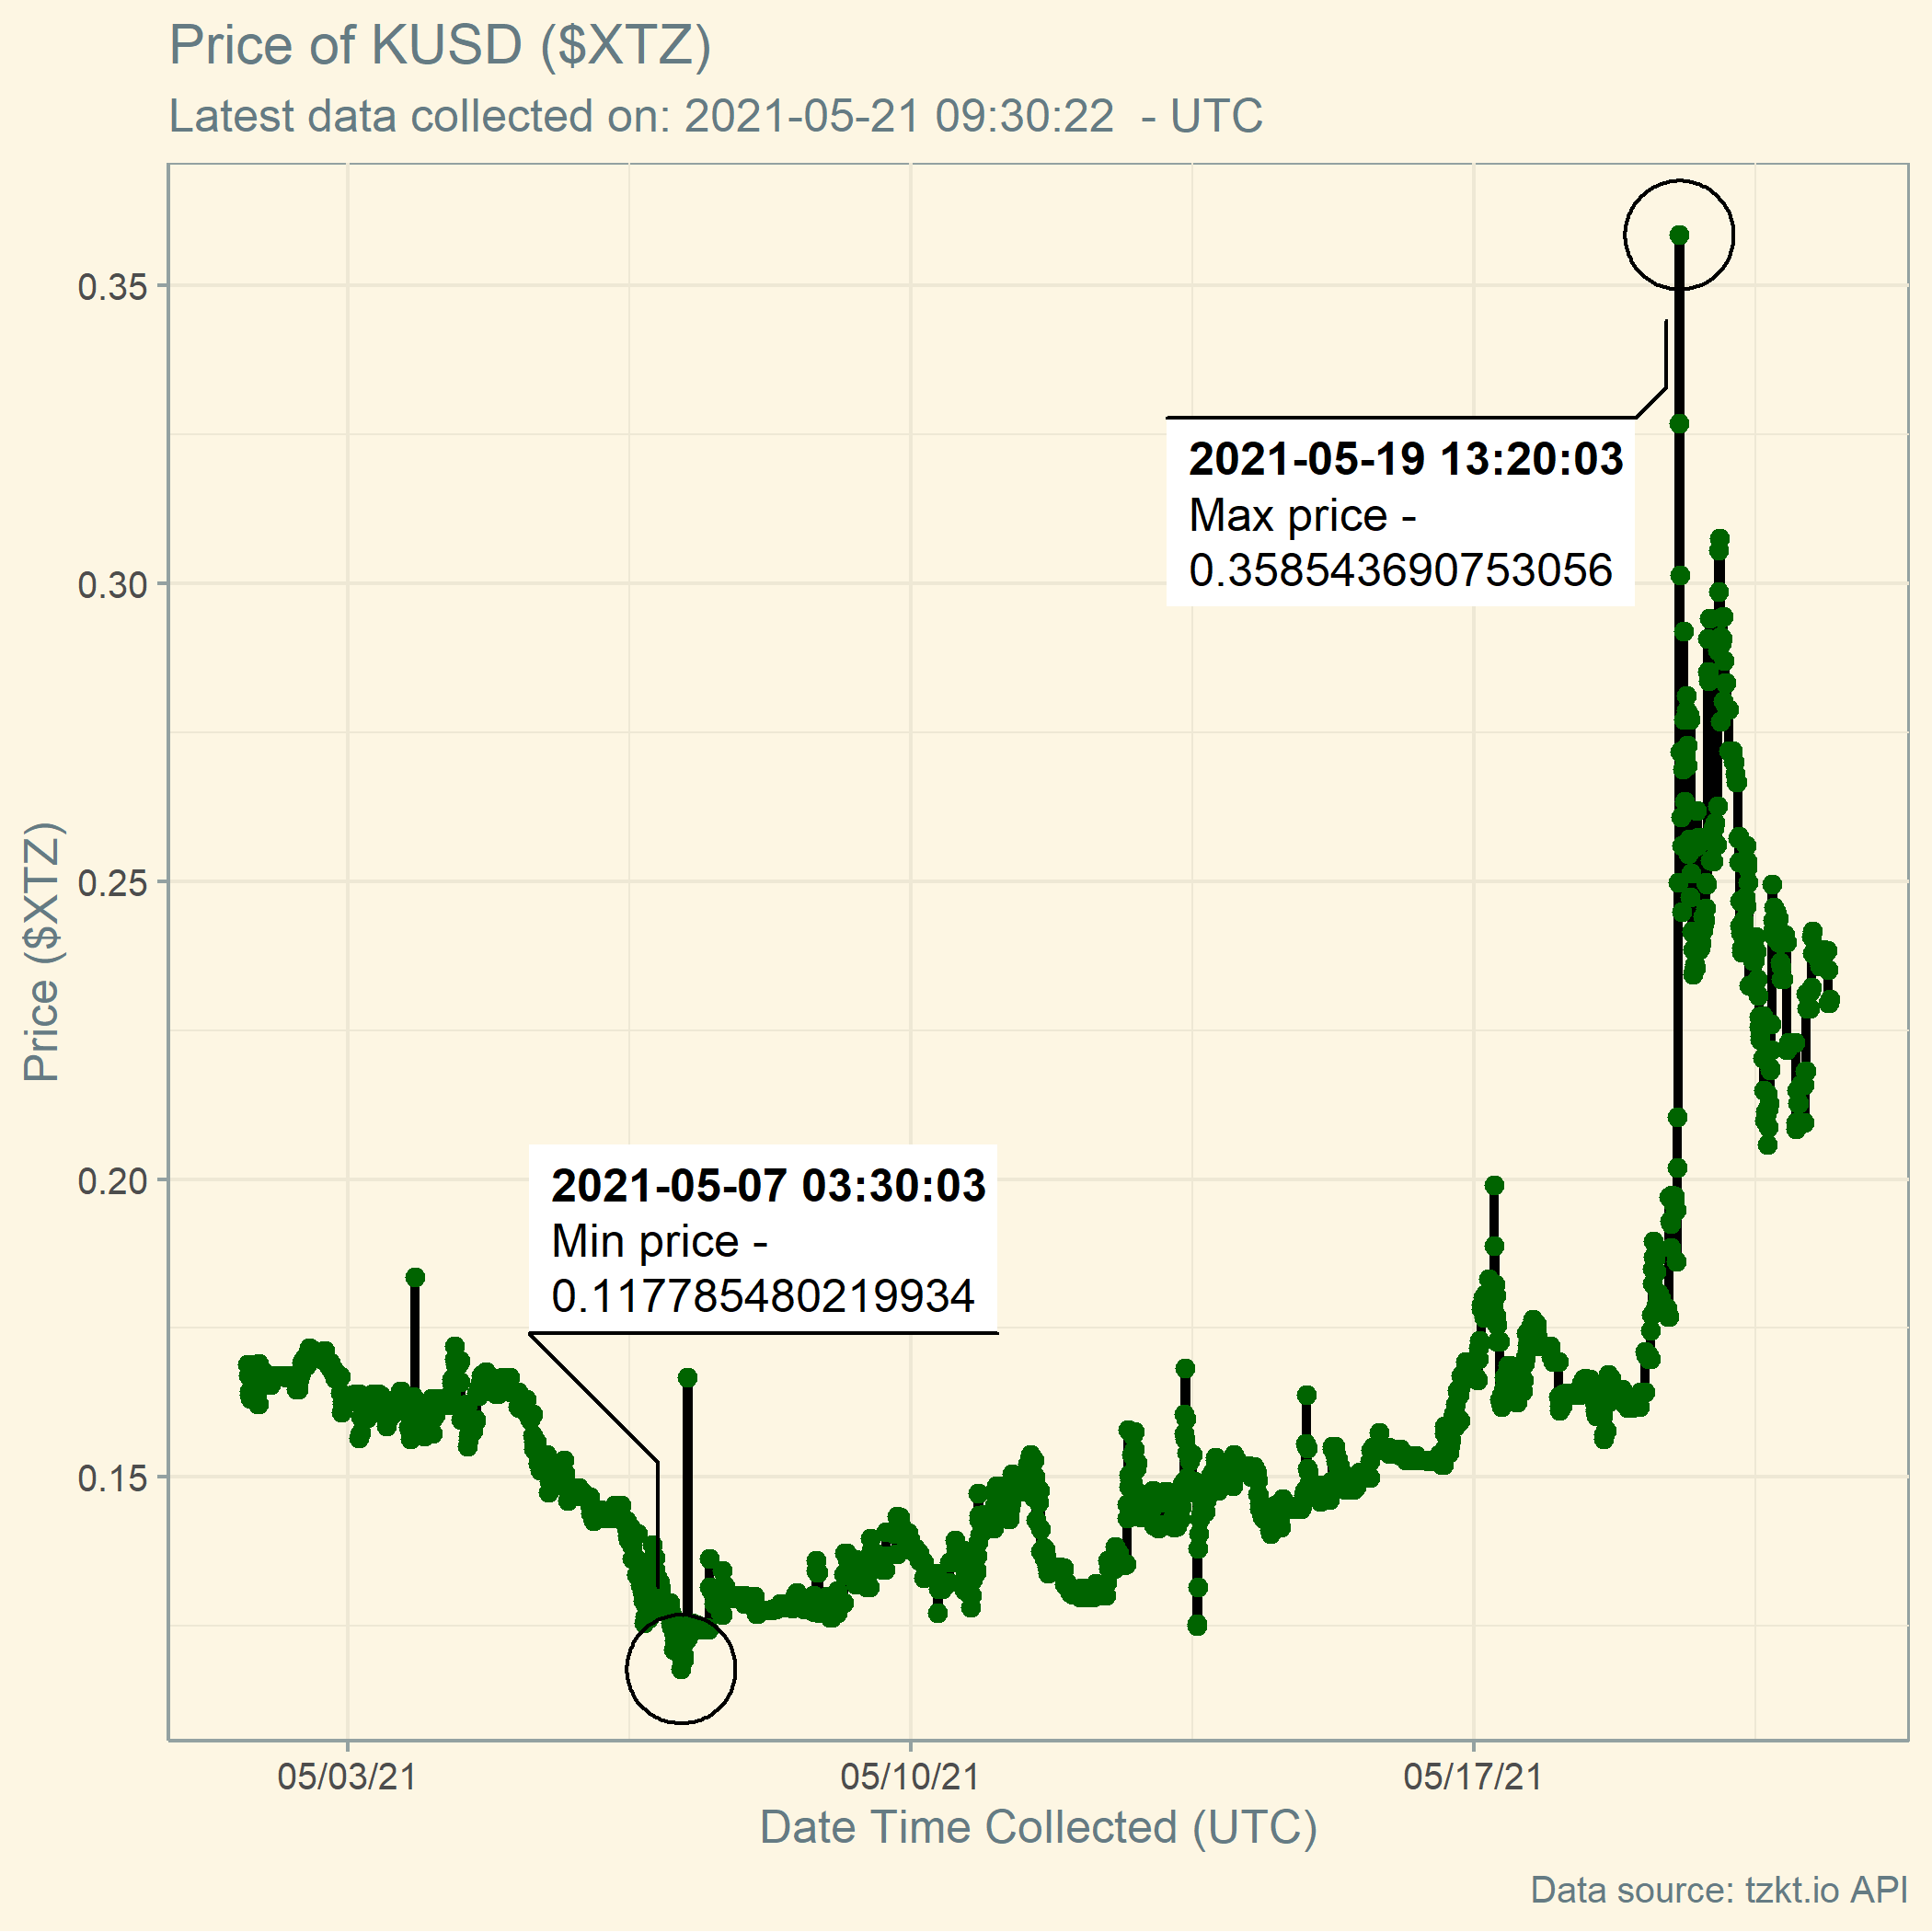 Price of KUSD ($XTZ)
Latest data collected on: 2021-05-21 09:30:22  - UTC
0.35
2021-05-19 13:20:03
Max price -
0.358543690753056
0.30
0.25
Price ($XTZ)
0.20
2021-05-07 03:30:03
Min price -
0.117785480219934
0.15
05/03/21
05/10/21
05/17/21
Date Time Collected (UTC)
Data source: tzkt.io API